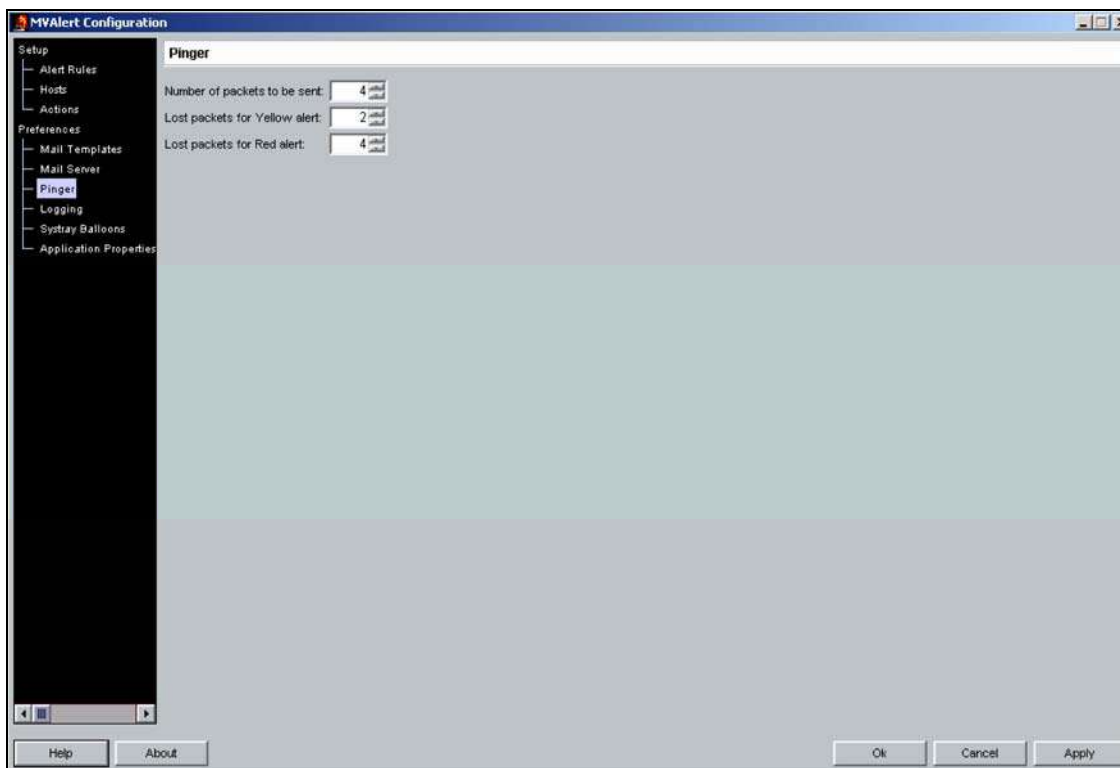 MVAlert Configuration
Setup
Alert Rules
Hosts
Actions
Preferences
Mail Templates
Mail Server
Pinger
Logging
Systray Balloons
Application Properties
Pinger
Number of packets to be sent: 4
Lost packets for Yellow alert: 2
Lost packets for Red alert: 4
Help
About
Ok
Cancel
Apply